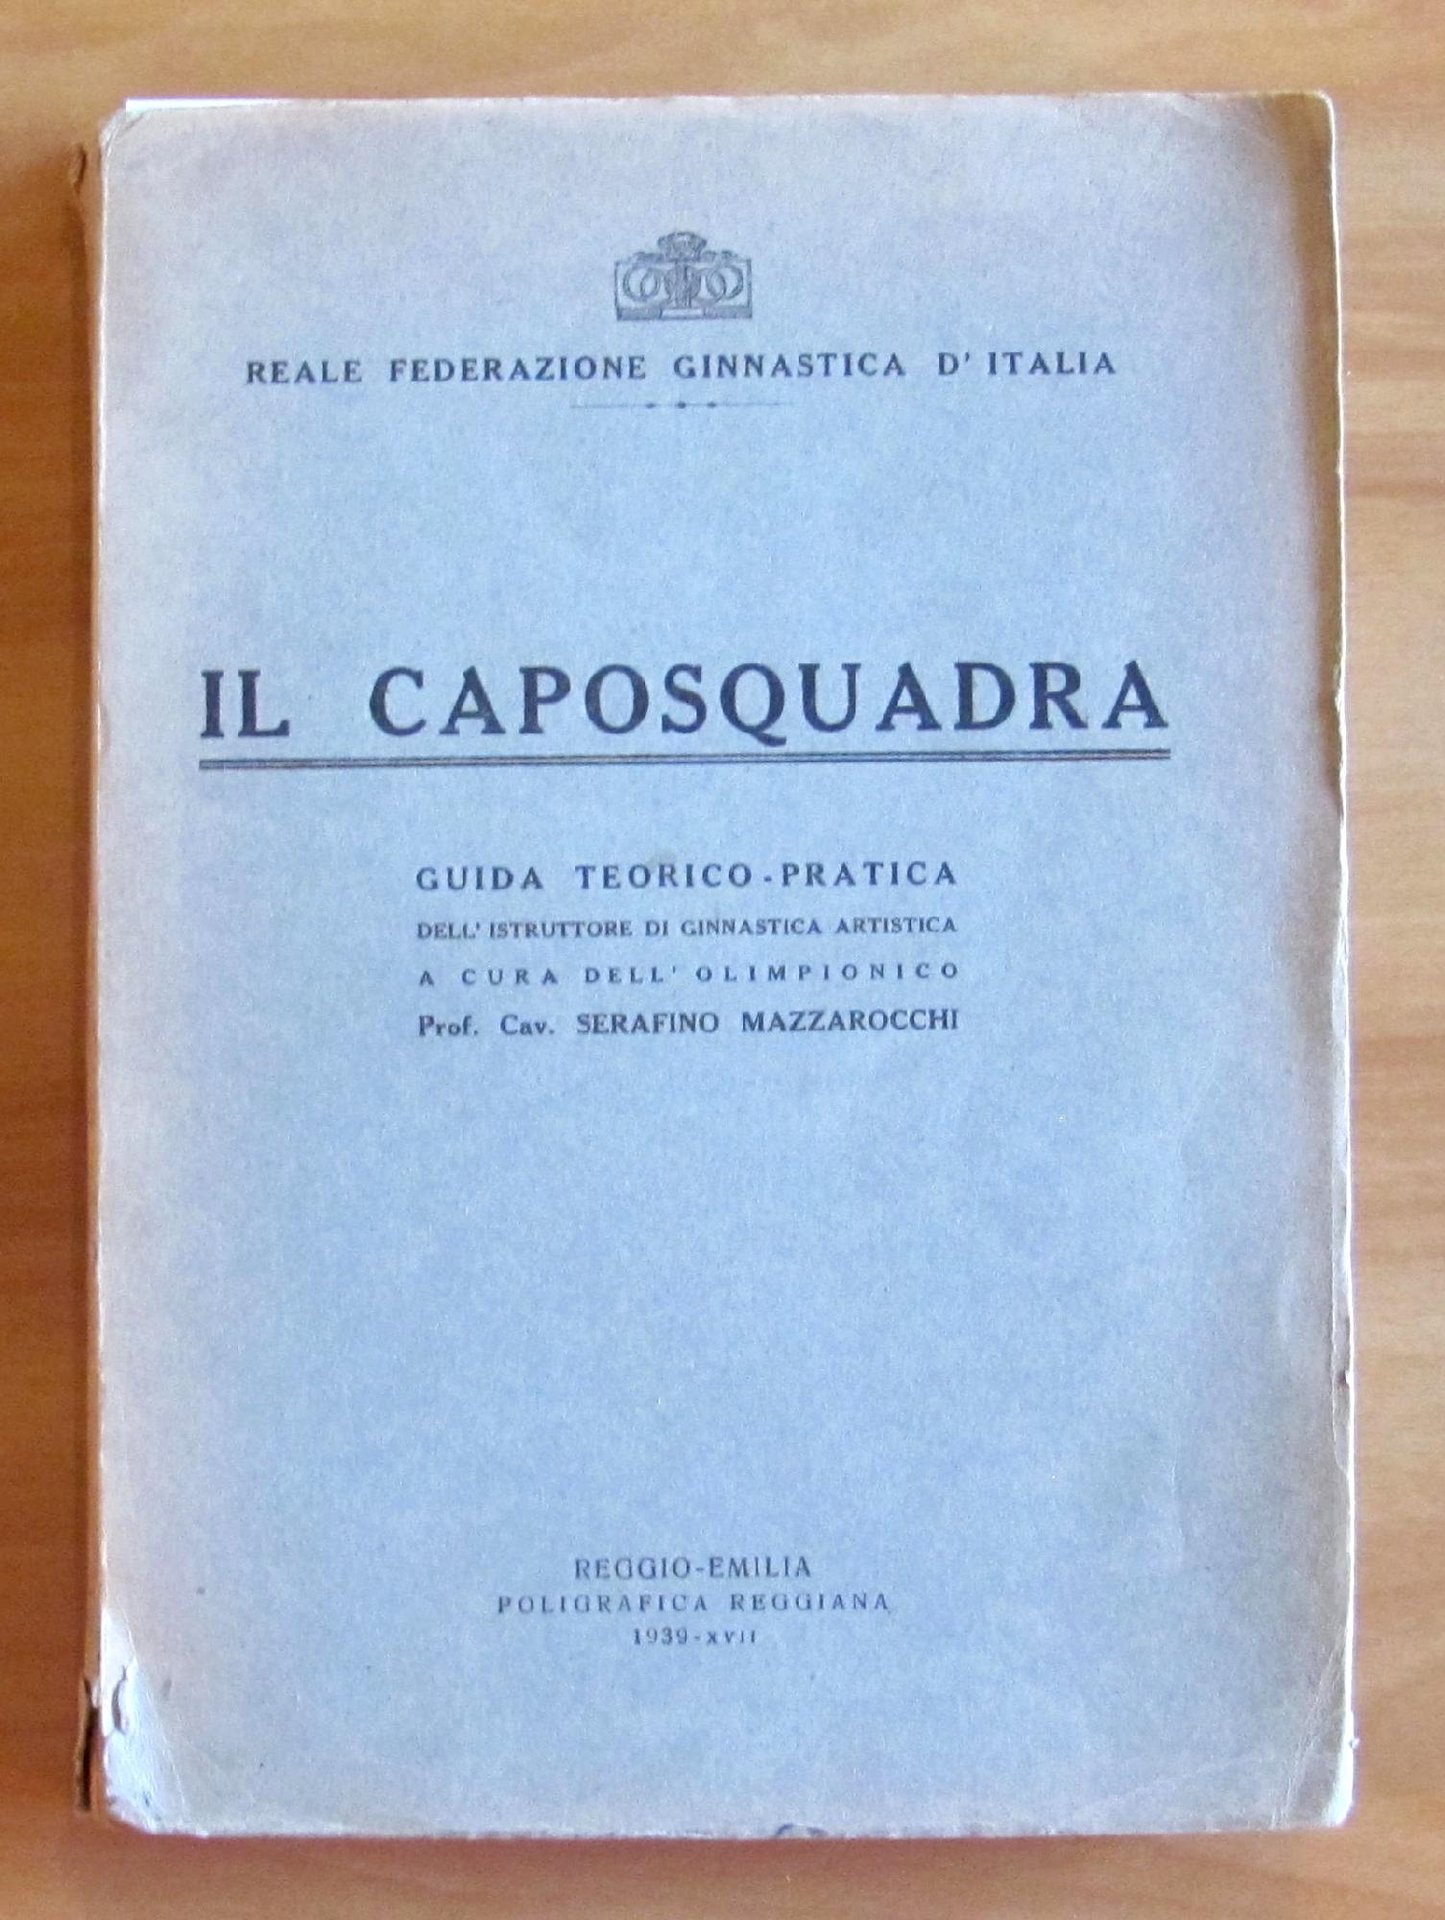 REALE FEDERAZIONE GINNASTICA D' ITALIA
IL CAPOSQUADRA
GUIDA TEORICO-PRATICA
DELL' ISTRUTTORE DI GINNASTICA ARTISTICA
A CURA DELL' OLIMPIONICO
Prof. Cav. SERAFINO MAZZAROCCHI
REGGIO-EMILIA
POLIGRAFICA REGGIANA
1939-XVII